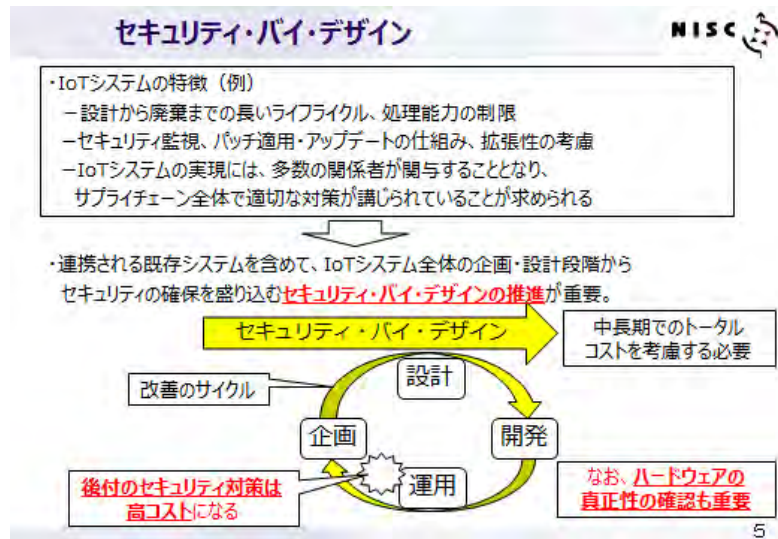 セキュリティ・バイ・デザイン
NISC
・IoTシステムの特徴（例）
－設計から廃棄までの長いライフライクル、処理能力の制限
－セキュリティ監視、パッチ適用・アップデートの仕組み、拡張性の考慮
－IoTシステムの実現には、多数の関係者が関与することとなり、
サプライチェーン全体で適切な対策が講じられていることが求められる
・連携される既存システムを含めて、IoTシステム全体の企画・設計段階から
セキュリティの確保を盛り込むセキュリティ・バイ・デザインの推進が重要。
セキュリティ・バイ・デザイン
中長期でのトータル
コストを考慮する必要
改善のサイクル
設計
企画
開発
運用
後付のセキュリティ対策は
高コストになる
なお、ハードウェアの
真正性の確認も重要
5